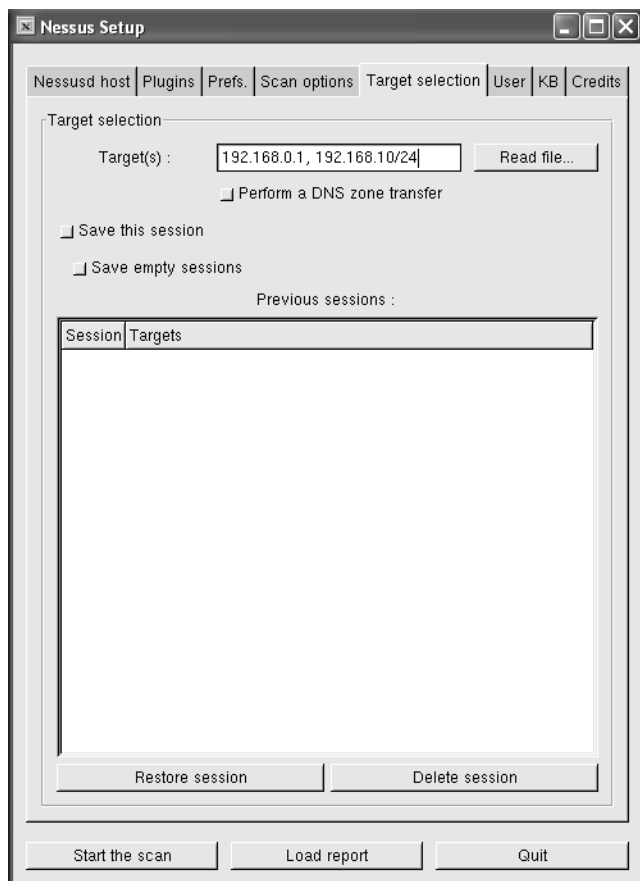 Nessus Setup
Nessusd host Plugins Prefs. Scan options Target selection User KB Credits
Target selection
Target(s) : 192.168.0.1, 192.168.10/24 Read file...
Perform a DNS zone transfer
Save this session
Save empty sessions
Previous sessions :
Session Targets
Restore session Delete session
Start the scan Load report Quit